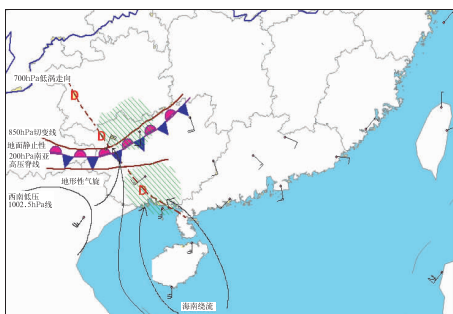 700hPa低涡走向
D
D
850hPa切变线
地面静止性
200hPa南亚
高压脊线
地形性气旋
D
西南低压
1002.5hPa线
海南绕流